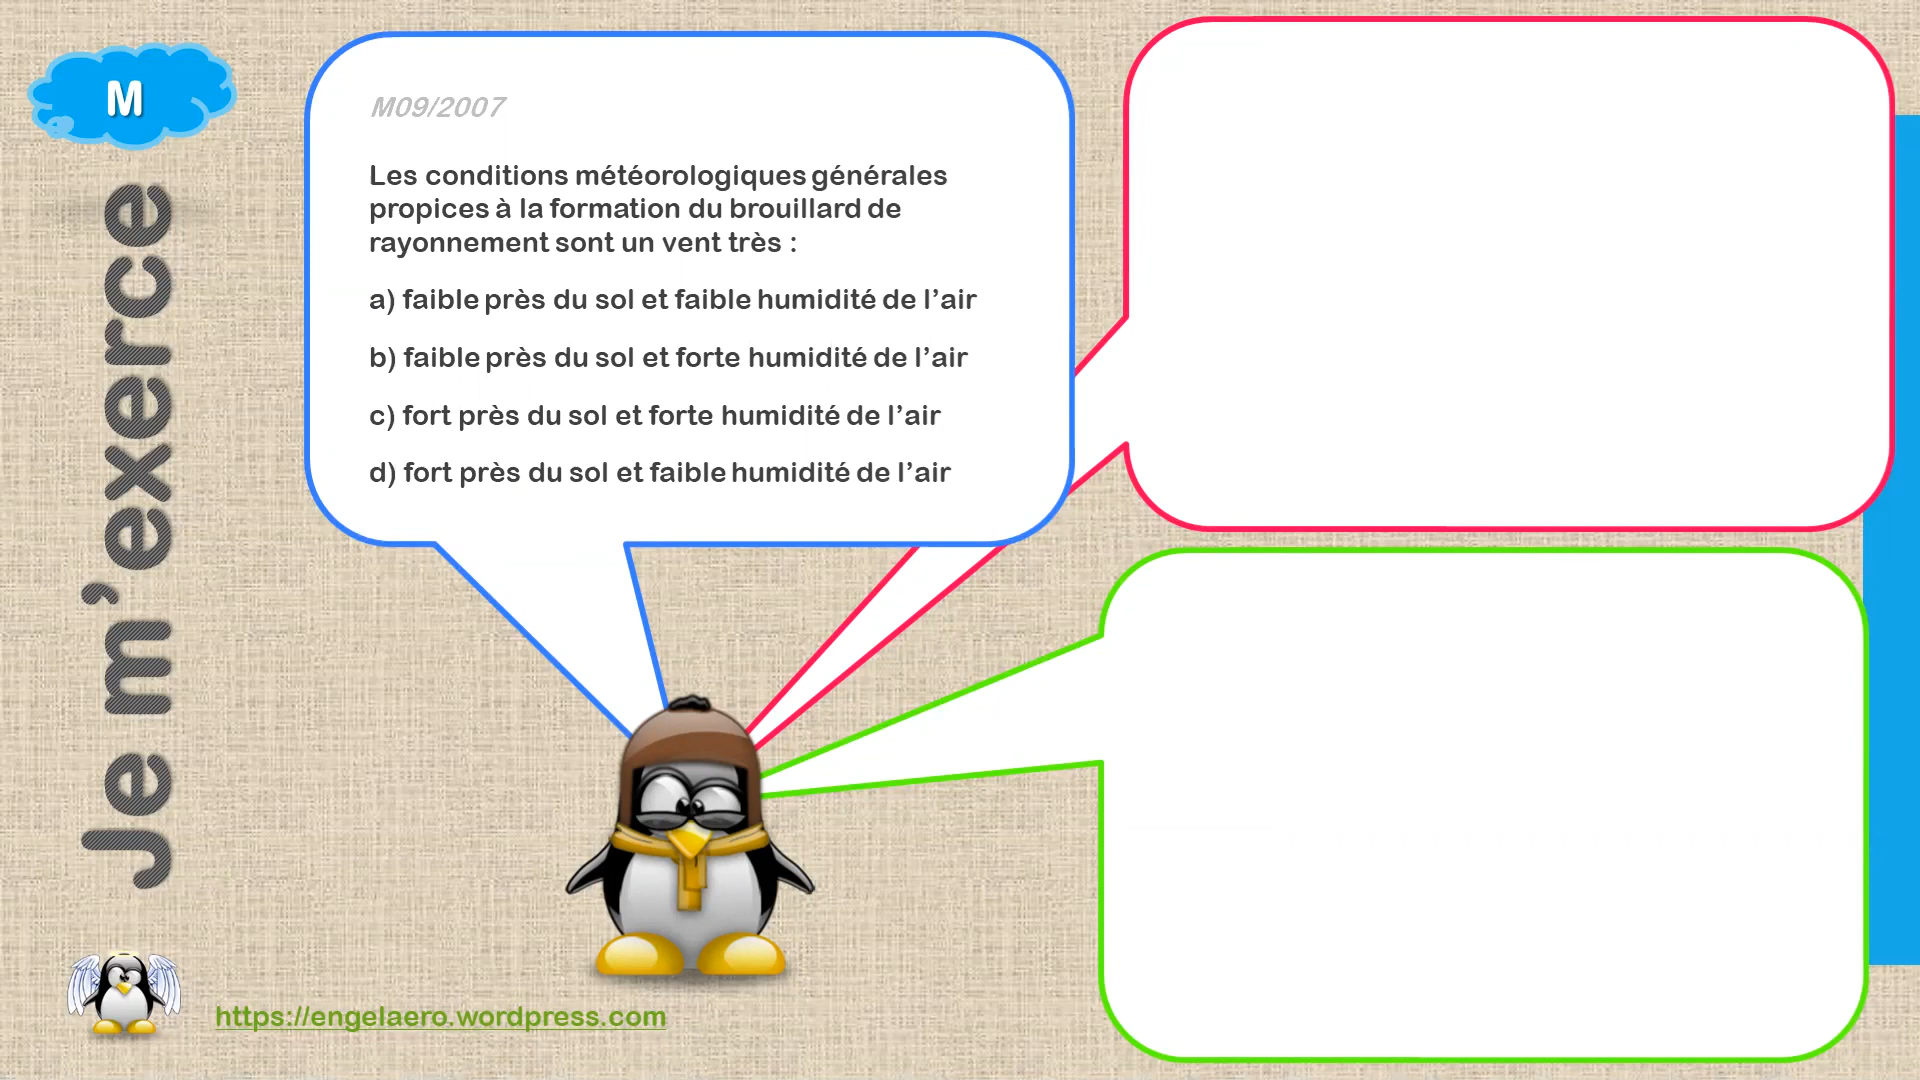 M
Je m’exerce
M09/2007
Les conditions météorologiques générales
propices à la formation du brouillard de
rayonnement sont un vent très :
a) faible près du sol et faible humidité de l’air
b) faible près du sol et forte humidité de l’air
c) fort près du sol et forte humidité de l’air
d) fort près du sol et faible humidité de l’air
https://engelaero.wordpress.com